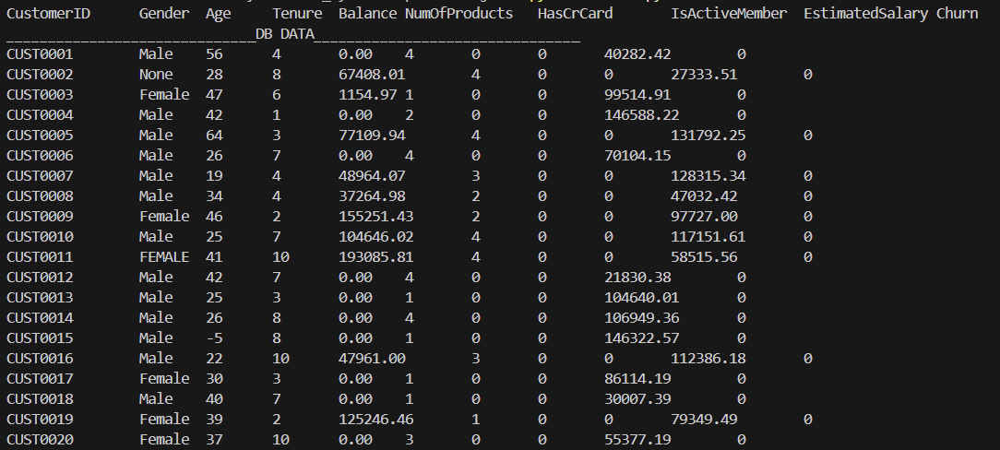 CustomerID Gender Age Tenure Balance NumOfProducts HasCrCard IsActiveMember EstimatedSalary Churn
______________________________DB DATA________________________________
CUST0001 Male 56 4 0.00 4 0 0 40282.42 0
CUST0002 None 28 8 67408.01 4 0 0 27333.51 0
CUST0003 Female 47 6 1154.97 1 0 0 99514.91 0
CUST0004 Male 42 1 0.00 2 0 0 146588.22 0
CUST0005 Male 64 3 77109.94 4 0 0 131792.25 0
CUST0006 Male 26 7 0.00 4 0 0 70104.15 0
CUST0007 Male 19 4 48964.07 3 0 0 128315.34 0
CUST0008 Male 34 4 37264.98 2 0 0 47032.42 0
CUST0009 Female 46 2 155251.43 2 0 0 97727.00 0
CUST0010 Male 25 7 104646.02 4 0 0 117151.61 0
CUST0011 FEMALE 41 10 193085.81 4 0 0 58515.56 0
CUST0012 Male 42 7 0.00 4 0 0 21830.38 0
CUST0013 Male 25 3 0.00 1 0 0 104640.01 0
CUST0014 Male 26 8 0.00 4 0 0 106949.36 0
CUST0015 Male -5 8 0.00 1 0 0 146322.57 0
CUST0016 Male 22 10 47961.00 3 0 0 112386.18 0
CUST0017 Female 30 3 0.00 1 0 0 86114.19 0
CUST0018 Male 40 7 0.00 1 0 0 30007.39 0
CUST0019 Female 39 2 125246.46 1 0 0 79349.49 0
CUST0020 Female 37 10 0.00 3 0 0 55377.19 0